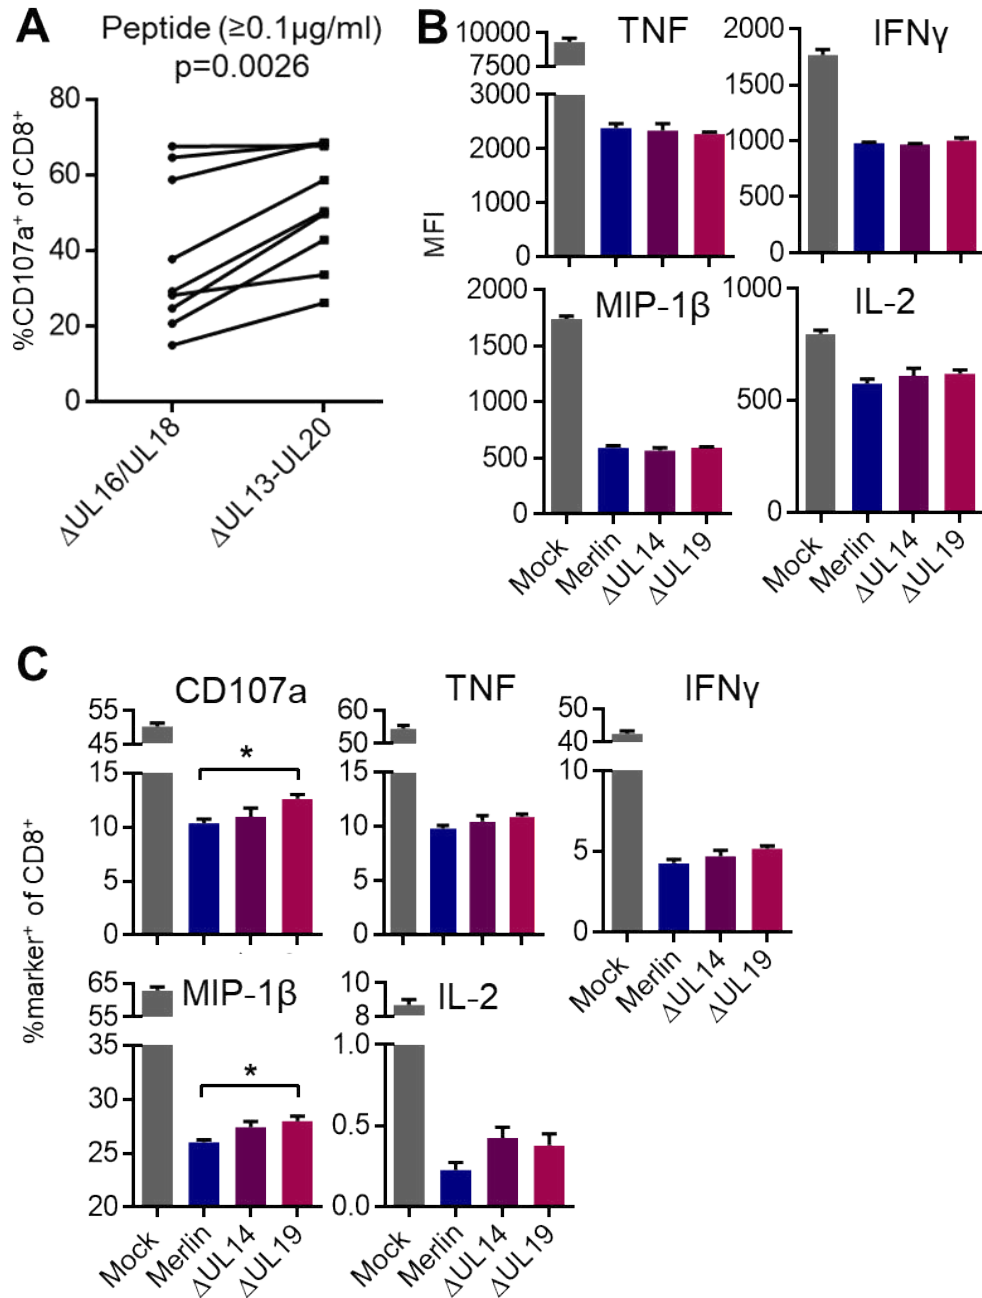 A
Peptide (≥0.1µg/ml)
p=0.0026
%CD107a⁺ of CD8⁺
80
60
40
20
0
ΔUL16/UL18
ΔUL13-UL20
B
MFI
TNF
10000
7500
3000
2000
1000
0
IFNγ
2000
1500
1000
500
0
MIP-1β
2000
1500
1000
500
0
Mock
Merlin
ΔUL14
ΔUL19
IL-2
1000
500
0
Mock
Merlin
ΔUL14
ΔUL19
C
%marker⁺ of CD8⁺
CD107a
55
45
15
10
5
0
*
TNF
60
50
15
10
5
0
IFNγ
50
40
10
5
0
Mock
Merlin
ΔUL14
ΔUL19
MIP-1β
65
55
35
30
25
20
*
Mock
Merlin
ΔUL14
ΔUL19
IL-2
10
8
1.0
0.5
0.0
Mock
Merlin
ΔUL14
ΔUL19